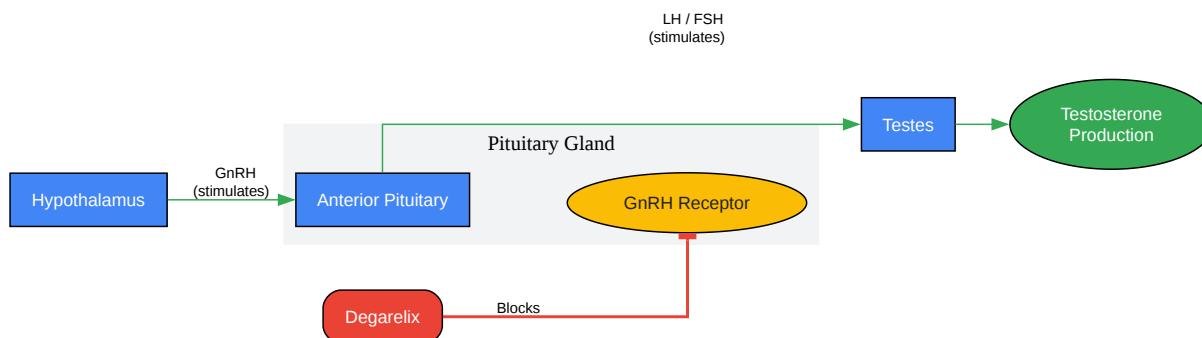 LH / FSH
(stimulates)
Testosterone
Production
Testes
Pituitary Gland
GnRH
(stimulates)
Hypothalamus
Anterior Pituitary
GnRH Receptor
Blocks
Degarelix